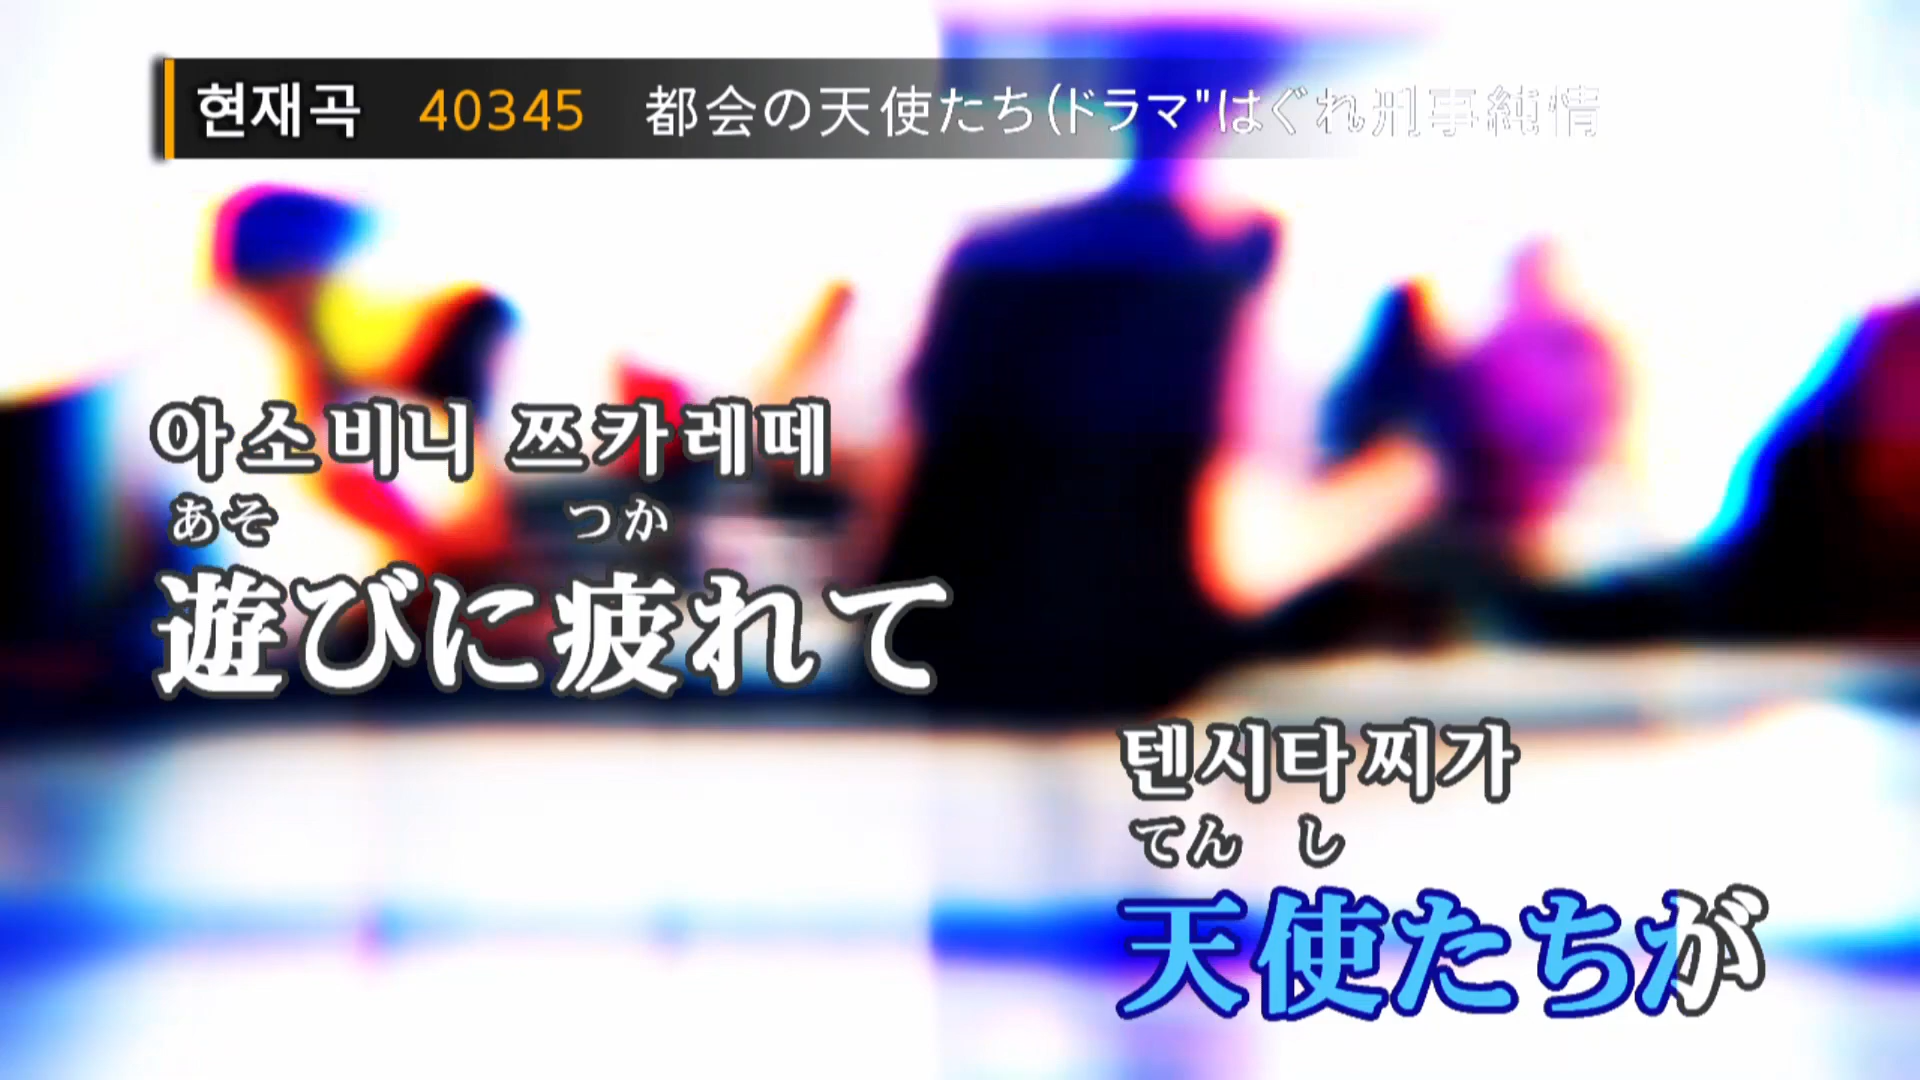 현재곡 40345 都会の天使たち(ドラマ"はぐれ刑事純情
아소비니 쯔카레떼
あそ つか
遊びに疲れて
텐시타찌가
てん し
天使たちが